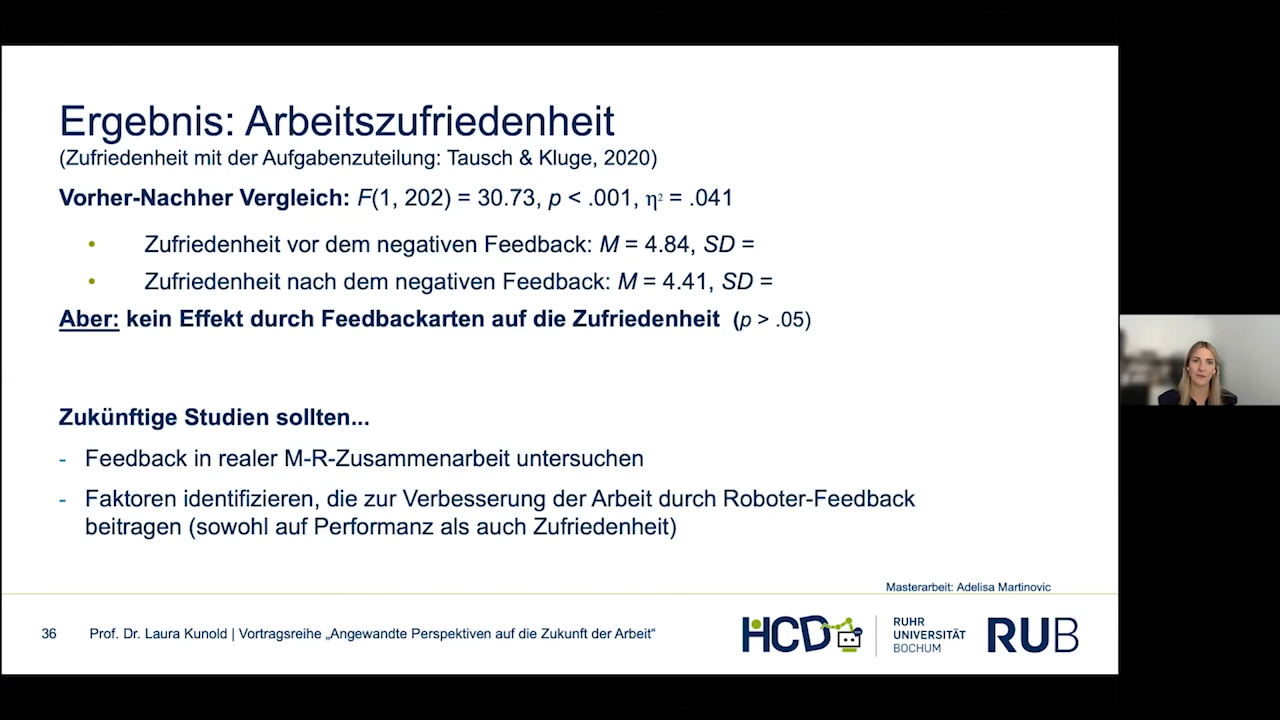 Ergebnis: Arbeitszufriedenheit
(Zufriedenheit mit der Aufgabenzuteilung: Tausch & Kluge, 2020)
Vorher-Nachher Vergleich: F(1, 202) = 30.73, p < .001, η² = .041
• Zufriedenheit vor dem negativen Feedback: M = 4.84, SD =
• Zufriedenheit nach dem negativen Feedback: M = 4.41, SD =
Aber: kein Effekt durch Feedbackarten auf die Zufriedenheit (p > .05)
Zukünftige Studien sollten...
- Feedback in realer M-R-Zusammenarbeit untersuchen
- Faktoren identifizieren, die zur Verbesserung der Arbeit durch Roboter-Feedback
beitragen (sowohl auf Performanz als auch Zufriedenheit)
Masterarbeit: Adelisa Martinovic
36 Prof. Dr. Laura Kunold | Vortragsreihe „Angewandte Perspektiven auf die Zukunft der Arbeit“
HCD
RUHR
UNIVERSITÄT
BOCHUM
RUB